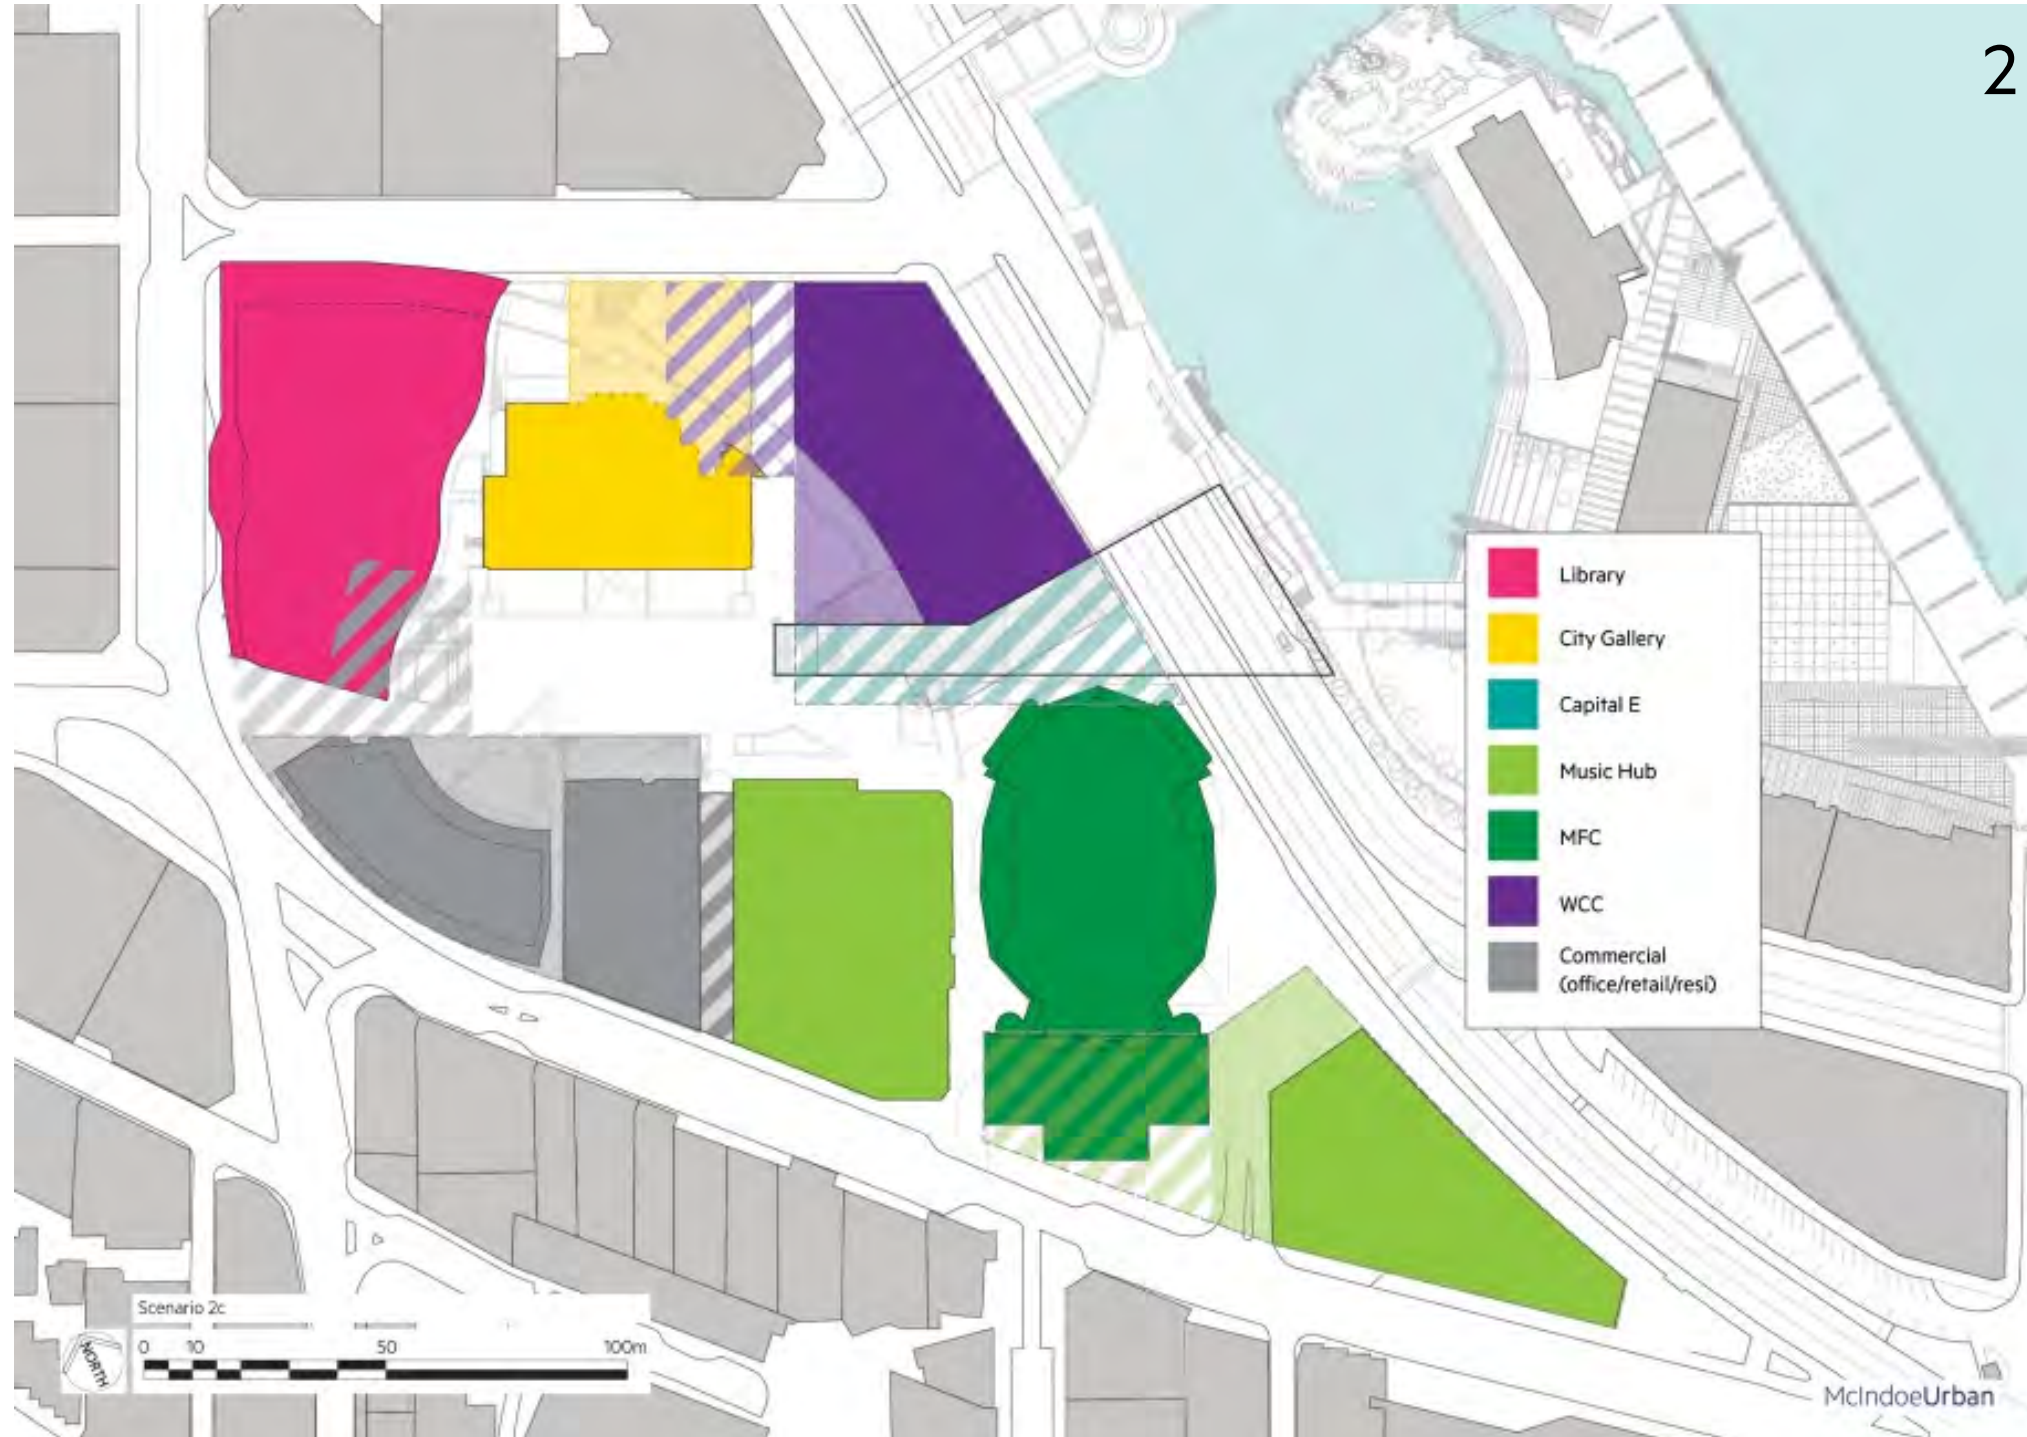 2
Library
City Gallery
Capital E
Music Hub
MFC
WCC
Commercial
(office/retail/resi)
Scenario 2c
0 10 50 100m
NORTH
McIndoeUrban